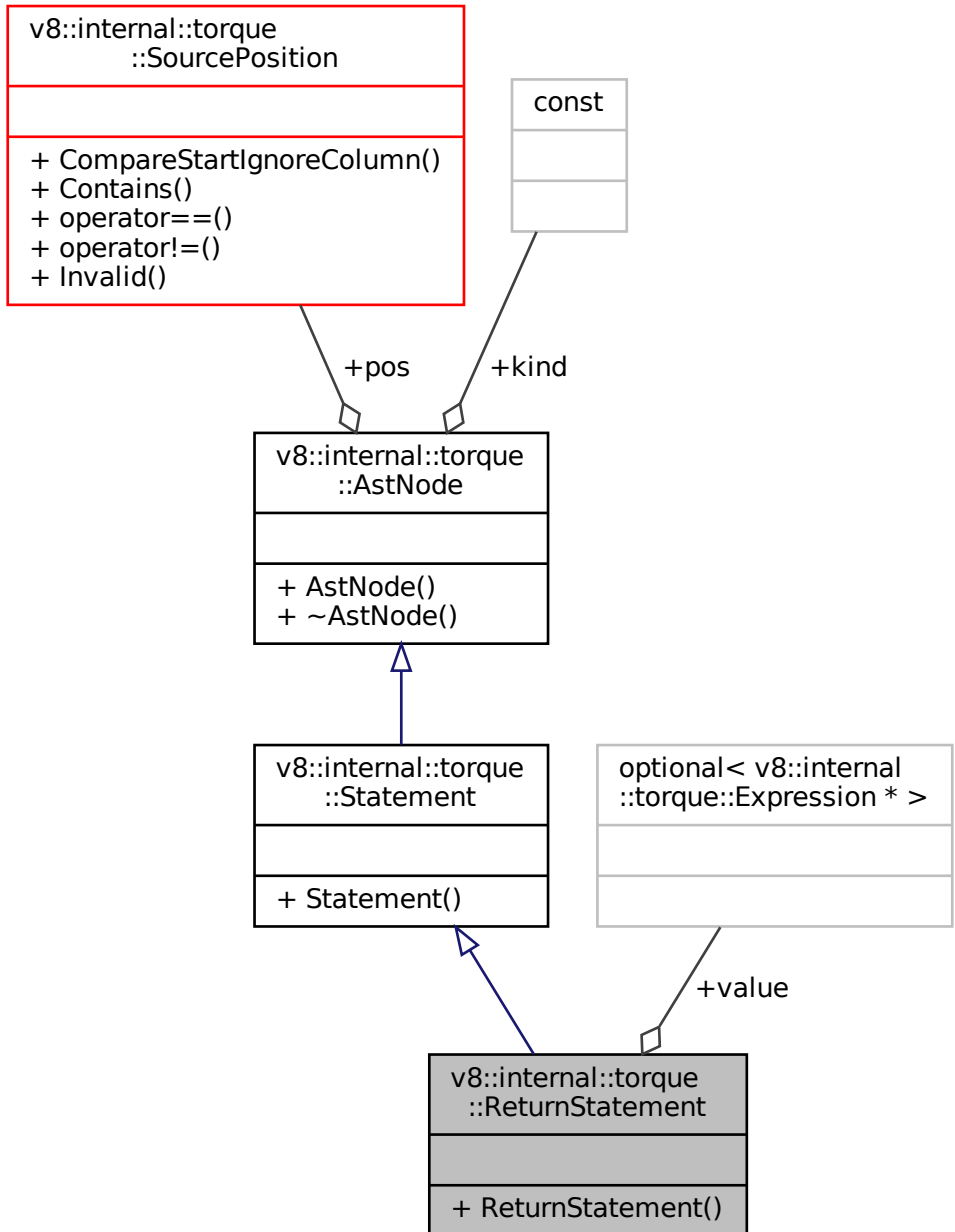 v8::internal::torque
::SourcePosition
+ CompareStartIgnoreColumn()
+ Contains()
+ operator==()
+ operator!=()
+ Invalid()
const
+pos
+kind
v8::internal::torque
::AstNode
+ AstNode()
+ ~AstNode()
v8::internal::torque
::Statement
+ Statement()
optional< v8::internal
::torque::Expression * >
+value
v8::internal::torque
::ReturnStatement
+ ReturnStatement()